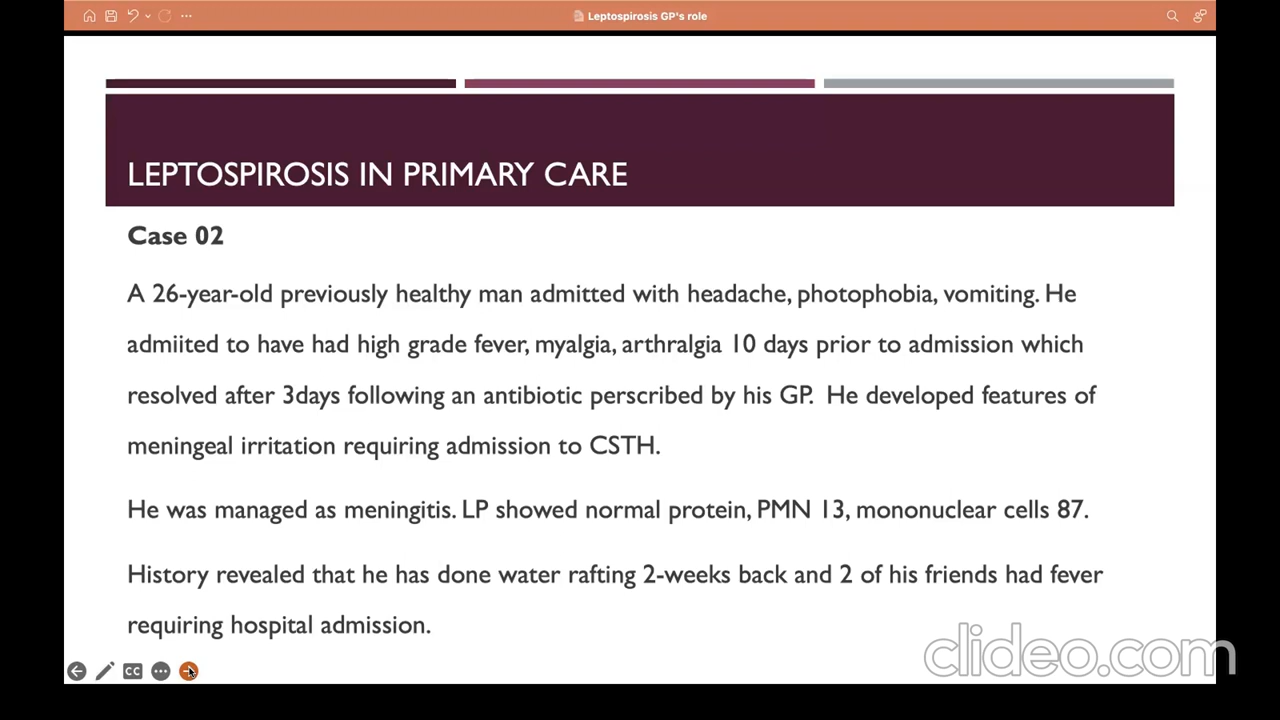 Leptospirosis GP's role
LEPTOSPIROSIS IN PRIMARY CARE
Case 02
A 26-year-old previously healthy man admitted with headache, photophobia, vomiting. He
admiited to have had high grade fever, myalgia, arthralgia 10 days prior to admission which
resolved after 3days following an antibiotic perscribed by his GP. He developed features of
meningeal irritation requiring admission to CSTH.
He was managed as meningitis. LP showed normal protein, PMN 13, mononuclear cells 87.
History revealed that he has done water rafting 2-weeks back and 2 of his friends had fever
requiring hospital admission.
CC
clideo.com